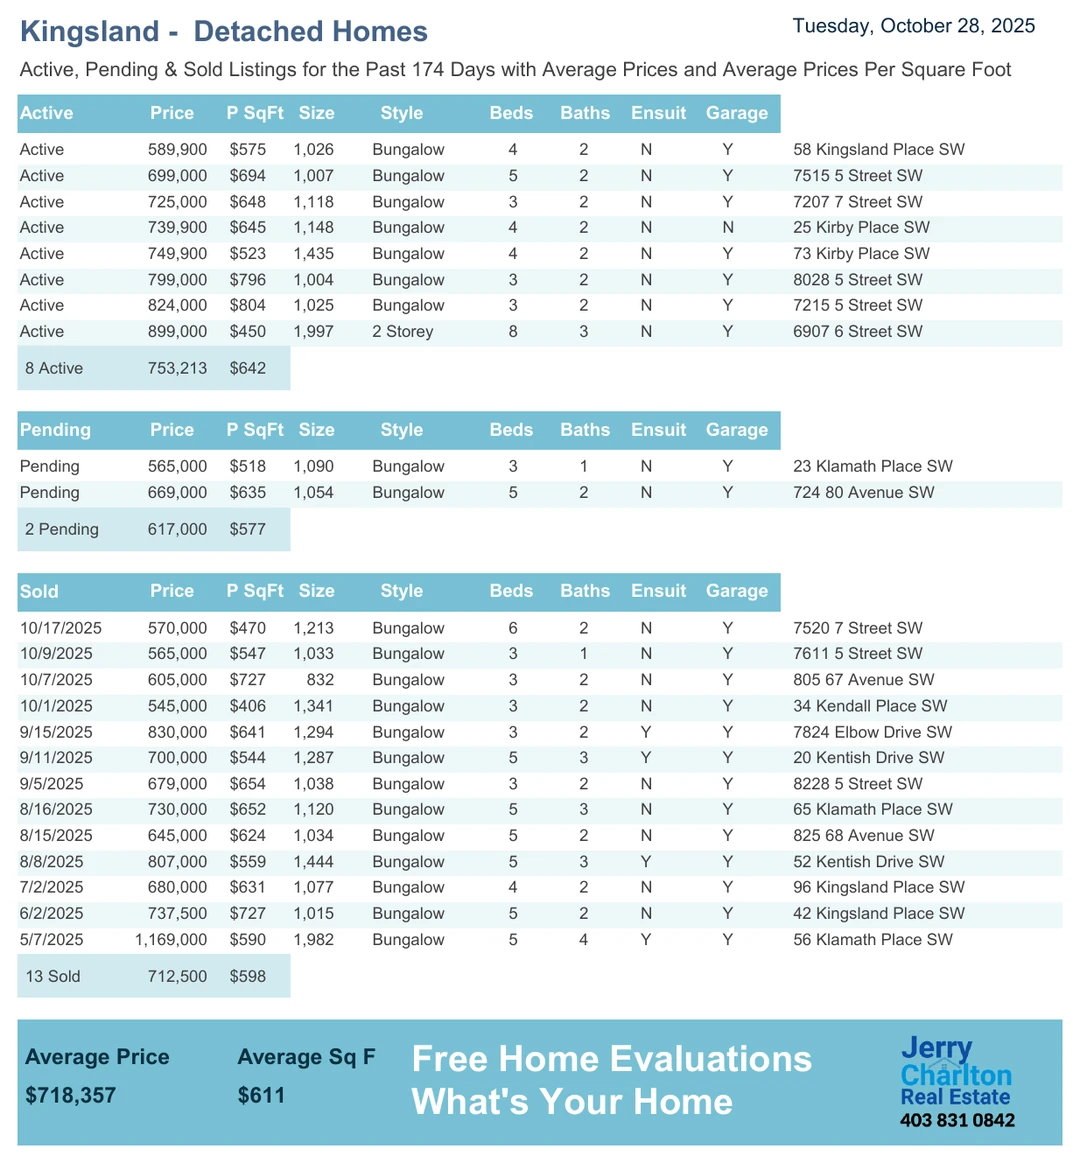 Kingsland - Detached Homes
Tuesday, October 28, 2025
Active, Pending & Sold Listings for the Past 174 Days with Average Prices and Average Prices Per Square Foot
Active Price P SqFt Size Style Beds Baths Ensuit Garage
Active 589,900 $575 1,026 Bungalow 4 2 N Y 58 Kingsland Place SW
Active 699,000 $694 1,007 Bungalow 5 2 N Y 7515 5 Street SW
Active 725,000 $648 1,118 Bungalow 3 2 N Y 7207 7 Street SW
Active 739,900 $645 1,148 Bungalow 4 2 N N 25 Kirby Place SW
Active 749,900 $523 1,435 Bungalow 4 2 N Y 73 Kirby Place SW
Active 799,000 $796 1,004 Bungalow 3 2 N Y 8028 5 Street SW
Active 824,000 $804 1,025 Bungalow 3 2 N Y 7215 5 Street SW
Active 899,000 $450 1,997 2 Storey 8 3 N Y 6907 6 Street SW
8 Active 753,213 $642
Pending Price P SqFt Size Style Beds Baths Ensuit Garage
Pending 565,000 $518 1,090 Bungalow 3 1 N Y 23 Klamath Place SW
Pending 669,000 $635 1,054 Bungalow 5 2 N Y 724 80 Avenue SW
2 Pending 617,000 $577
Sold Price P SqFt Size Style Beds Baths Ensuit Garage
10/17/2025 570,000 $470 1,213 Bungalow 6 2 N Y 7520 7 Street SW
10/9/2025 565,000 $547 1,033 Bungalow 3 1 N Y 7611 5 Street SW
10/7/2025 605,000 $727 832 Bungalow 3 2 N Y 805 67 Avenue SW
10/1/2025 545,000 $406 1,341 Bungalow 3 2 N Y 34 Kendall Place SW
9/15/2025 830,000 $641 1,294 Bungalow 3 2 Y Y 7824 Elbow Drive SW
9/11/2025 700,000 $544 1,287 Bungalow 5 3 Y Y 20 Kentish Drive SW
9/5/2025 679,000 $654 1,038 Bungalow 3 2 N Y 8228 5 Street SW
8/16/2025 730,000 $652 1,120 Bungalow 5 3 N Y 65 Klamath Place SW
8/15/2025 645,000 $624 1,034 Bungalow 5 2 N Y 825 68 Avenue SW
8/8/2025 807,000 $559 1,444 Bungalow 5 3 Y Y 52 Kentish Drive SW
7/2/2025 680,000 $631 1,077 Bungalow 4 2 N Y 96 Kingsland Place SW
6/2/2025 737,500 $727 1,015 Bungalow 5 2 N Y 42 Kingsland Place SW
5/7/2025 1,169,000 $590 1,982 Bungalow 5 4 Y Y 56 Klamath Place SW
13 Sold 712,500 $598
Average Price Average Sq F
$718,357 $611
Free Home Evaluations
What's Your Home
Jerry
Charlton
Real Estate
403 831 0842